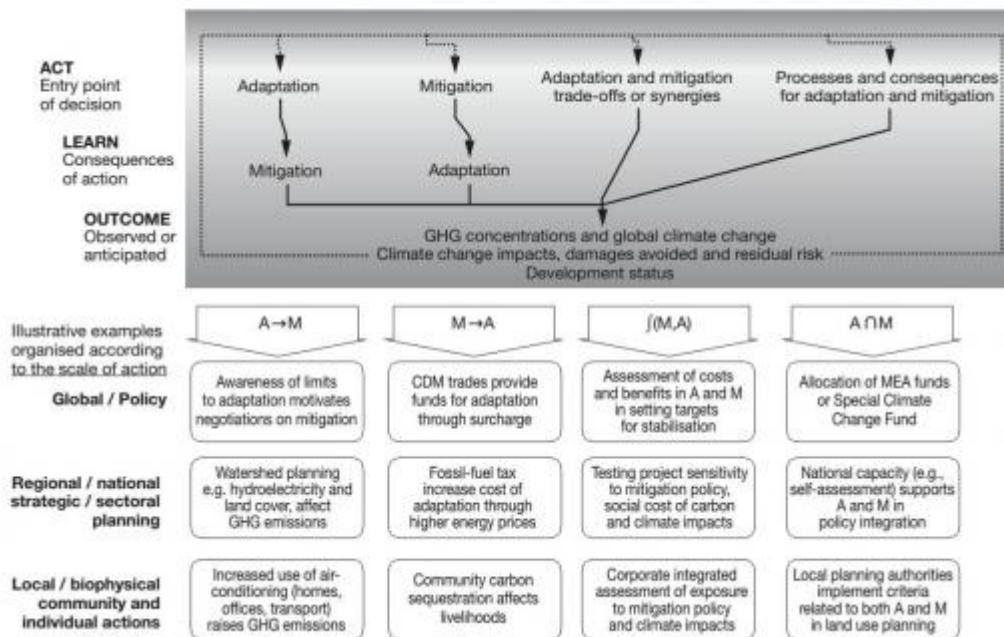 ACT
Entry point
of decision
Adaptation
Mitigation
Adaptation and mitigation
trade-offs or synergies
Processes and consequences
for adaptation and mitigation
LEARN
Consequences
of action
Mitigation
Adaptation
OUTCOME
Observed or
anticipated
GHG concentrations and global climate change
Climate change impacts, damages avoided and residual risk
Development status
Illustrative examples
organised according
to the scale of action
A→M
M→A
∫(M,A)
A∩M
Global / Policy
Awareness of limits
to adaptation motivates
negotiations on mitigation
CDM trades provide
funds for adaptation
through surcharge
Assessment of costs
and benefits in A and M
in setting targets
for stabilisation
Allocation of MEA funds
or Special Climate
Change Fund
Regional / national
strategic / sectoral
planning
Watershed planning
e.g. hydroelectricity and
land cover, affect
GHG emissions
Fossil-fuel tax
increase cost of
adaptation through
higher energy prices
Testing project sensitivity
to mitigation policy,
social cost of carbon
and climate impacts
National capacity (e.g.,
self-assessment) supports
A and M in
policy integration
Local / biophysical
community and
individual actions
Increased use of air-
conditioning (homes,
offices, transport)
raises GHG emissions
Community carbon
sequestration affects
livelihoods
Corporate integrated
assessment of exposure
to mitigation policy
and climate impacts
Local planning authorities
implement criteria
related to both A and M
in land use planning